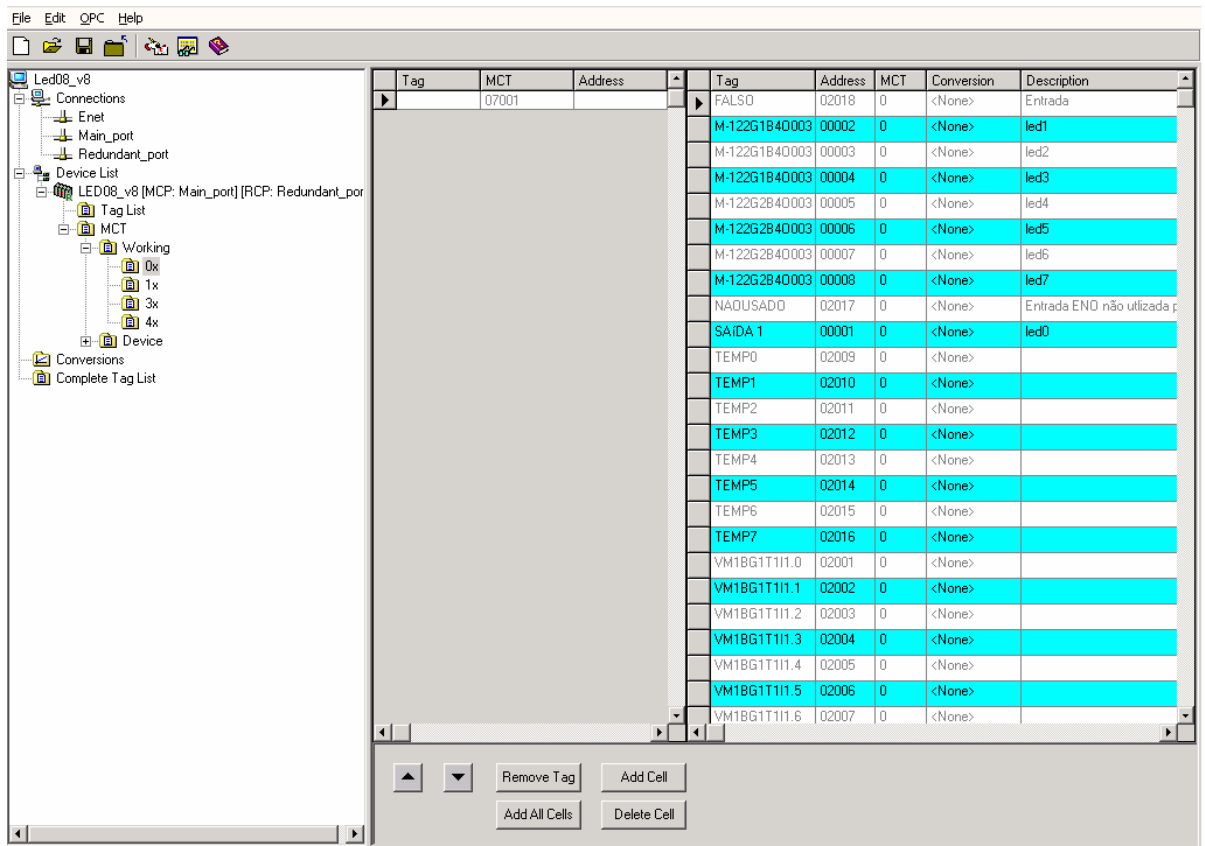 File Edit OPC Help
Led08_v8
Connections
Enet
Main_port
Redundant_port
Device List
LED08_v8 [MCP: Main_port] [RCP: Redundant_por
Tag List
MCT
Working
0x
1x
3x
4x
Device
Conversions
Complete Tag List
Tag MCT Address
07001
Tag Address MCT Conversion Description
FALSO 02018 0 <None> Entrada
M-122G1B4O003 00002 0 <None> led1
M-122G1B4O003 00003 0 <None> led2
M-122G1B4O003 00004 0 <None> led3
M-122G2B4O003 00005 0 <None> led4
M-122G2B4O003 00006 0 <None> led5
M-122G2B4O003 00007 0 <None> led6
M-122G2B4O003 00008 0 <None> led7
NAOUSADO 02017 0 <None> Entrada ENO não utlizada p
SAíDA 1 00001 0 <None> led0
TEMP0 02009 0 <None>
TEMP1 02010 0 <None>
TEMP2 02011 0 <None>
TEMP3 02012 0 <None>
TEMP4 02013 0 <None>
TEMP5 02014 0 <None>
TEMP6 02015 0 <None>
TEMP7 02016 0 <None>
VM1BG1T1I1.0 02001 0 <None>
VM1BG1T1I1.1 02002 0 <None>
VM1BG1T1I1.2 02003 0 <None>
VM1BG1T1I1.3 02004 0 <None>
VM1BG1T1I1.4 02005 0 <None>
VM1BG1T1I1.5 02006 0 <None>
VM1BG1T1I1.6 02007 0 <None>
Remove Tag Add Cell
Add All Cells Delete Cell